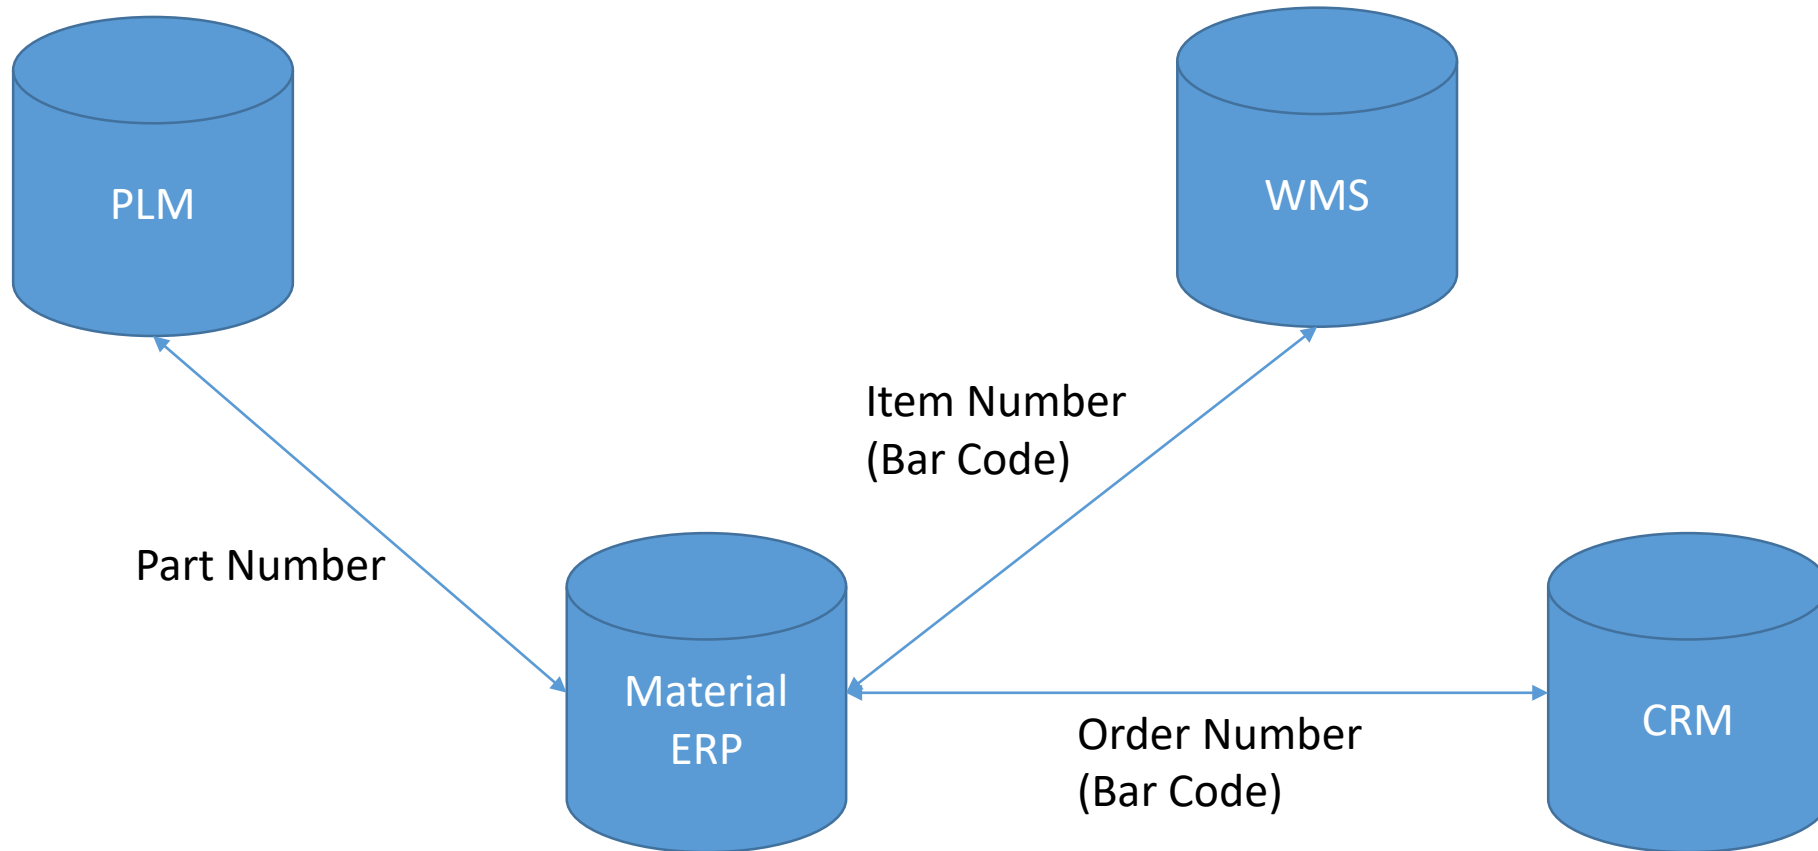 PLM
WMS
Item Number
(Bar Code)
Part Number
Material
ERP
Order Number
(Bar Code)
CRM